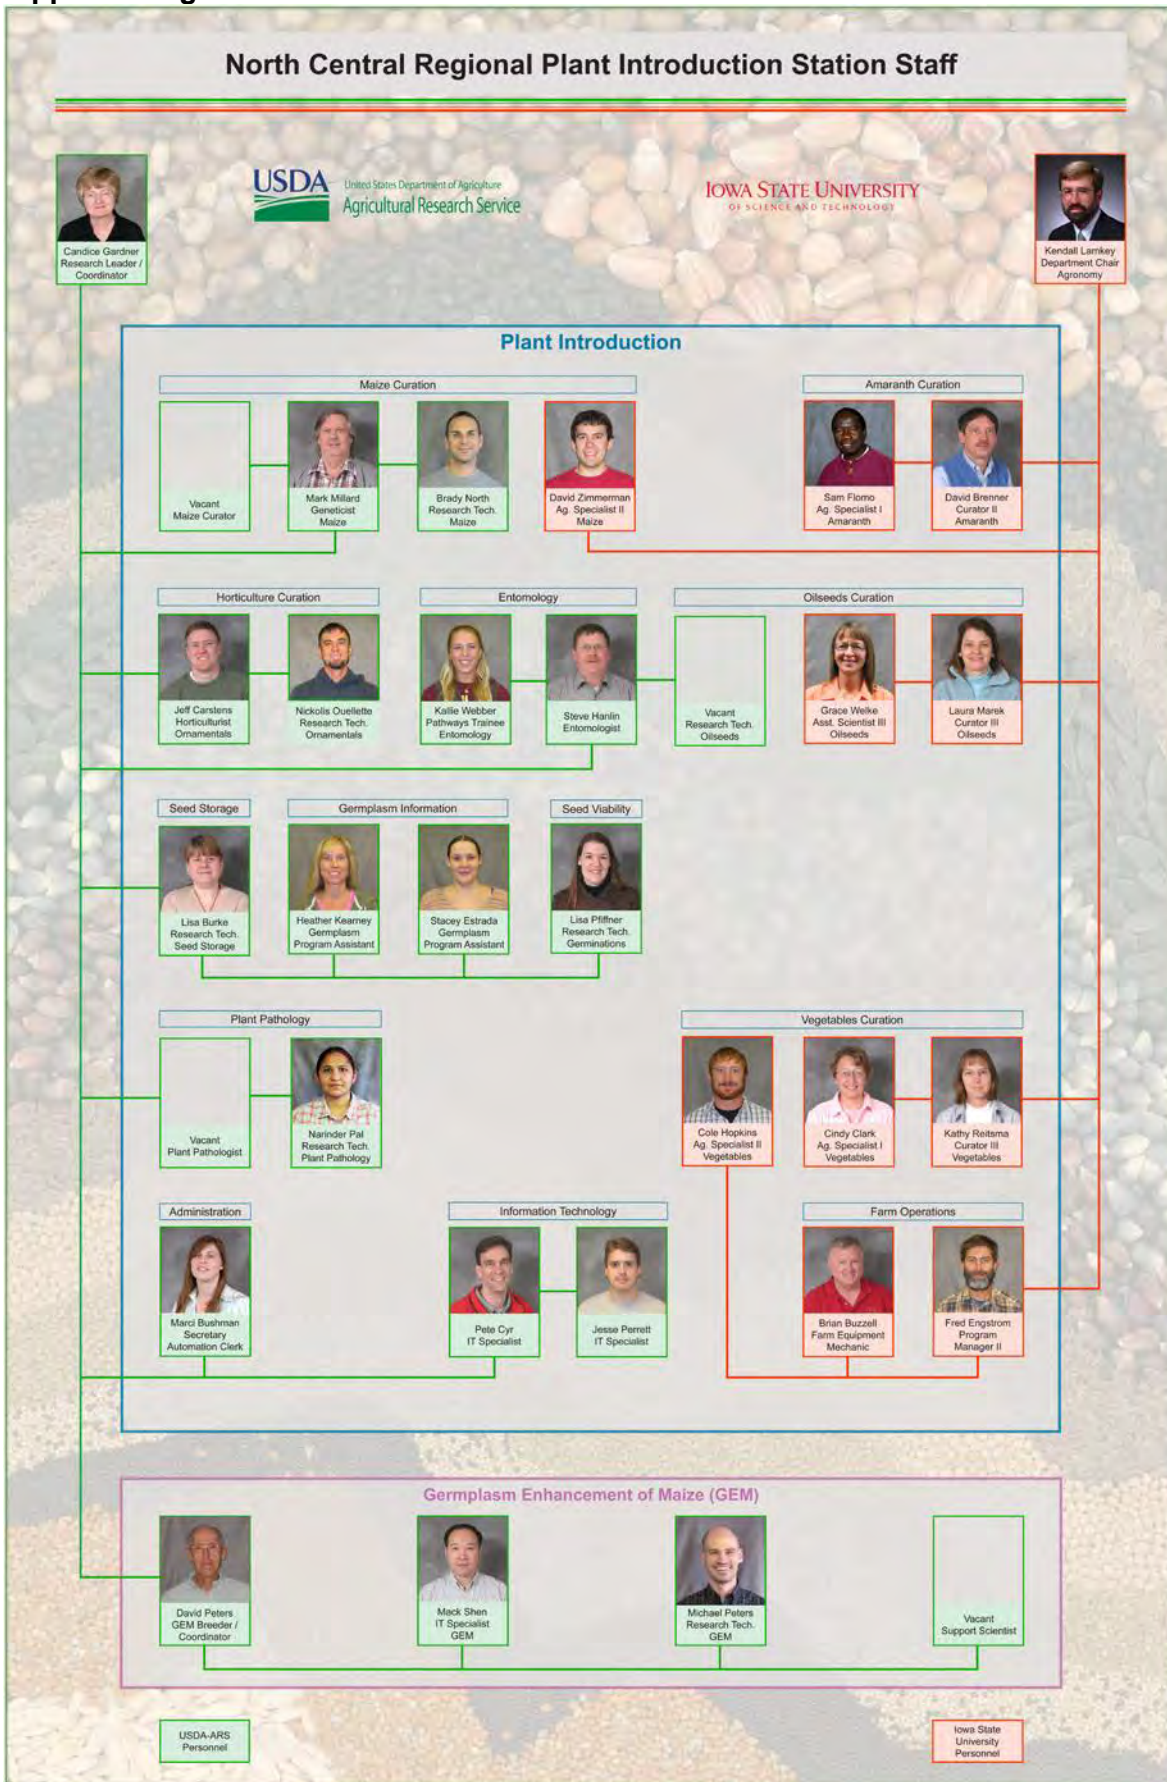 North Central Regional Plant Introduction Station Staff
USDA
United States Department of Agriculture
Agricultural Research Service
IOWA STATE UNIVERSITY
OF SCIENCE AND TECHNOLOGY
Candice Gardner
Research Leader /
Coordinator
Kendall Lamkey
Department Chair
Agronomy
Plant Introduction
Maize Curation
Vacant
Maize Curator
Mark Millard
Geneticist
Maize
Brady North
Research Tech.
Maize
David Zimmerman
Ag. Specialist II
Maize
Amaranth Curation
Sam Flomo
Ag. Specialist I
Amaranth
David Brenner
Curator II
Amaranth
Horticulture Curation
Jeff Carstens
Horticulturist
Ornamentals
Nickolis Ouellette
Research Tech.
Ornamentals
Entomology
Kallie Webber
Pathways Trainee
Entomology
Steve Hanlin
Entomologist
Oilseeds Curation
Vacant
Research Tech.
Oilseeds
Grace Welke
Asst. Scientist III
Oilseeds
Laura Marek
Curator III
Oilseeds
Seed Storage
Lisa Burke
Research Tech.
Seed Storage
Germplasm Information
Heather Kearney
Germplasm
Program Assistant
Stacey Estrada
Germplasm
Program Assistant
Seed Viability
Lisa Pfiffner
Research Tech.
Germinations
Plant Pathology
Vacant
Plant Pathologist
Narinder Pal
Research Tech.
Plant Pathology
Vegetables Curation
Cole Hopkins
Ag. Specialist II
Vegetables
Cindy Clark
Ag. Specialist I
Vegetables
Kathy Reitsma
Curator III
Vegetables
Administration
Marci Bushman
Secretary
Automation Clerk
Information Technology
Pete Cyr
IT Specialist
Jesse Perrett
IT Specialist
Farm Operations
Brian Buzzell
Farm Equipment
Mechanic
Fred Engstrom
Program
Manager II
Germplasm Enhancement of Maize (GEM)
David Peters
GEM Breeder /
Coordinator
Mack Shen
IT Specialist
GEM
Michael Peters
Research Tech.
GEM
Vacant
Support Scientist
USDA-ARS
Personnel
Iowa State
University
Personnel